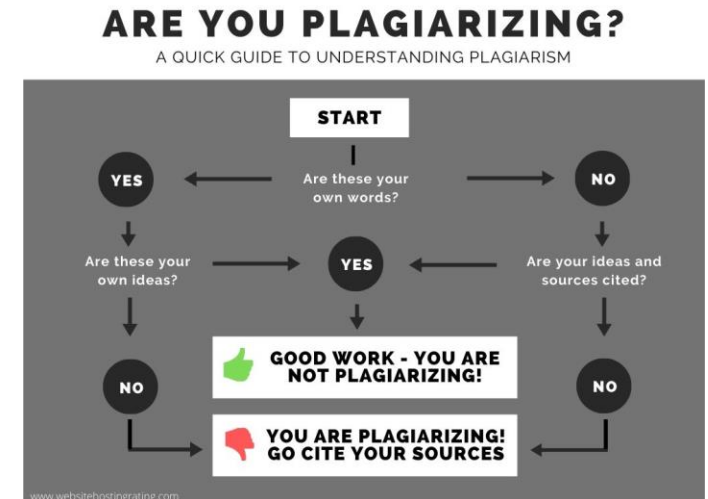 ARE YOU PLAGIARIZING?
A QUICK GUIDE TO UNDERSTANDING PLAGIARISM
START
YES
Are these your
own words?
NO
Are these your
own ideas?
YES
Are your ideas and
sources cited?
NO
GOOD WORK - YOU ARE
NOT PLAGIARIZING!
NO
YOU ARE PLAGIARIZING!
GO CITE YOUR SOURCES
www.websitehostingrating.com